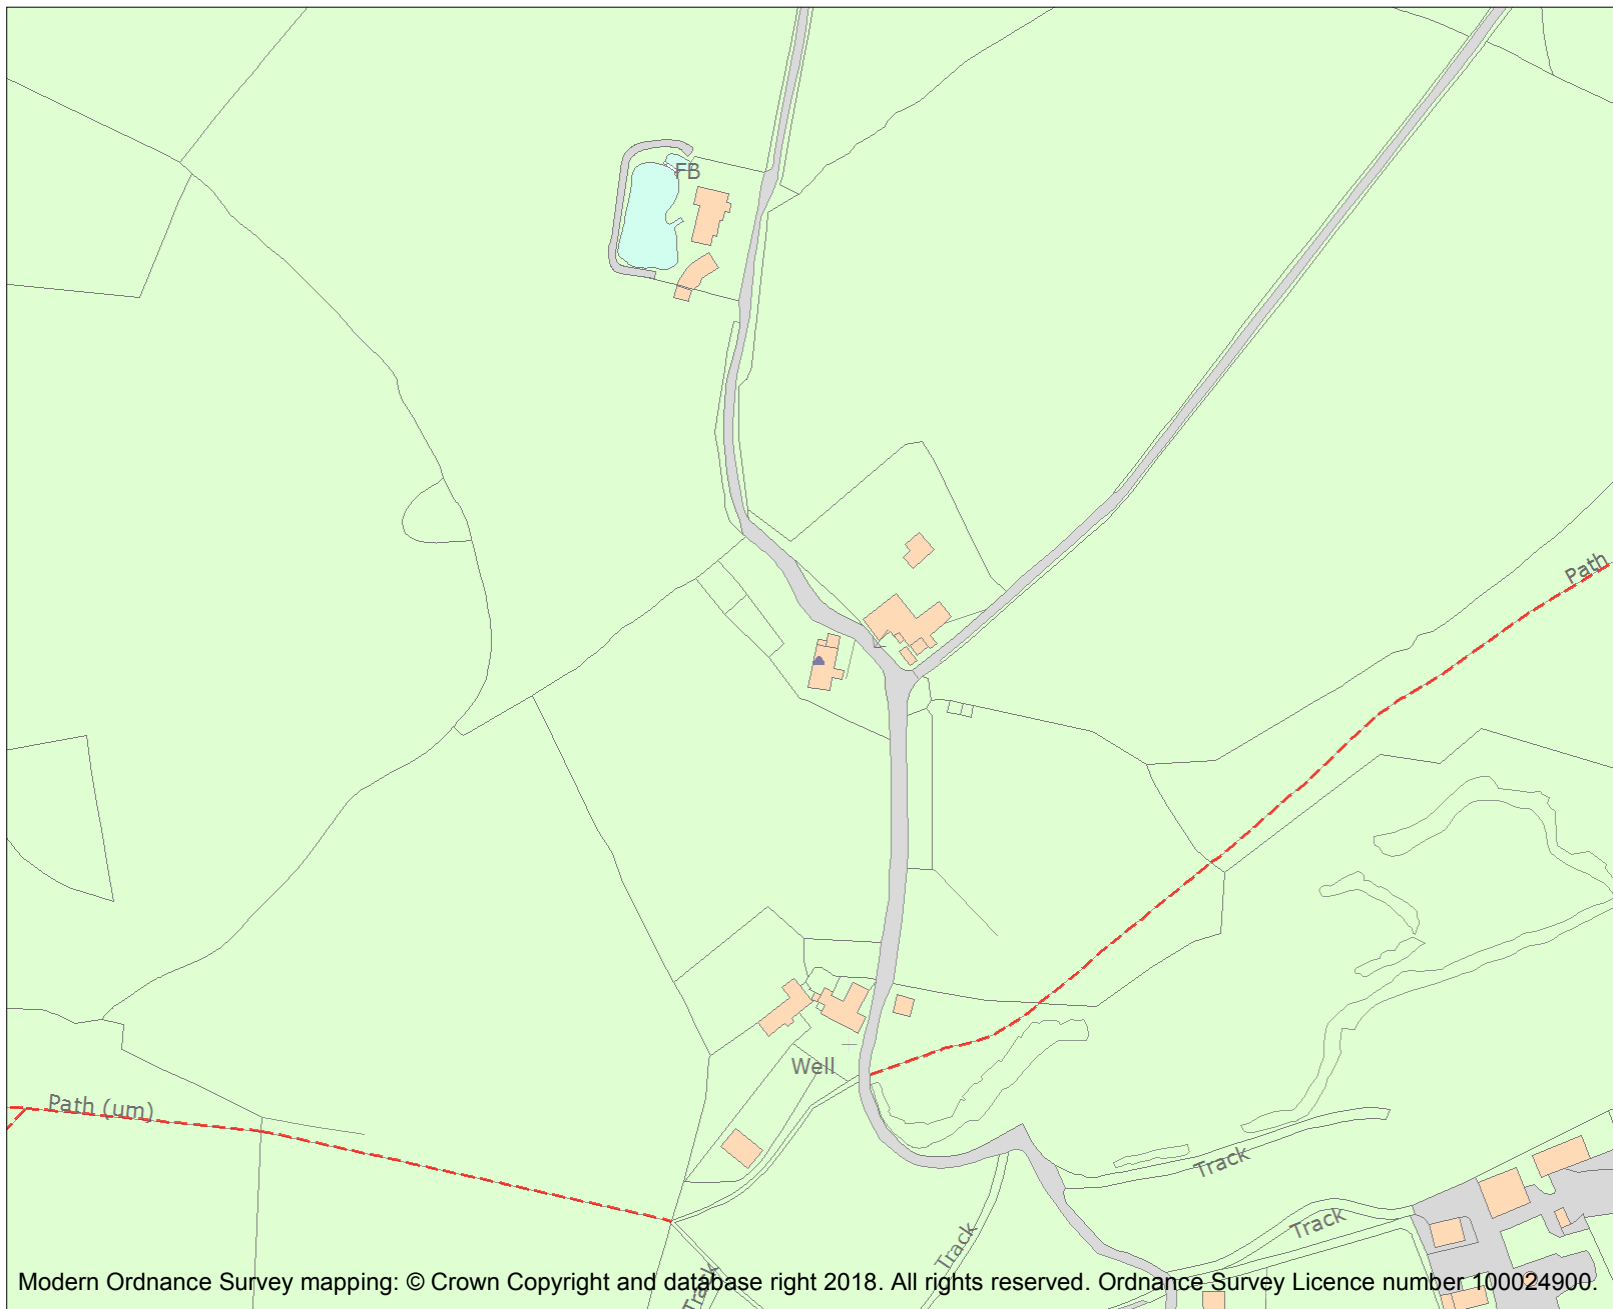 FB
Path
Well
Path (um)
Track
Track
Track
Track
Modern Ordnance Survey mapping: © Crown Copyright and database right 2018. All rights reserved. Ordnance Survey Licence number 100024900.